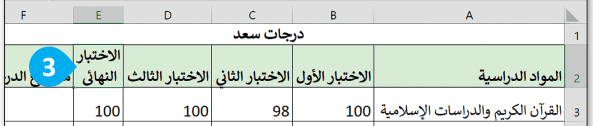 A B C D E F
1 درجات سعد
2 المواد الدراسية الاختبار الأول الاختبار الثاني الاختبار الثالث الاختبار النهائي
3 القرآن الكريم والدراسات الإسلامية 100 98 100 100
3